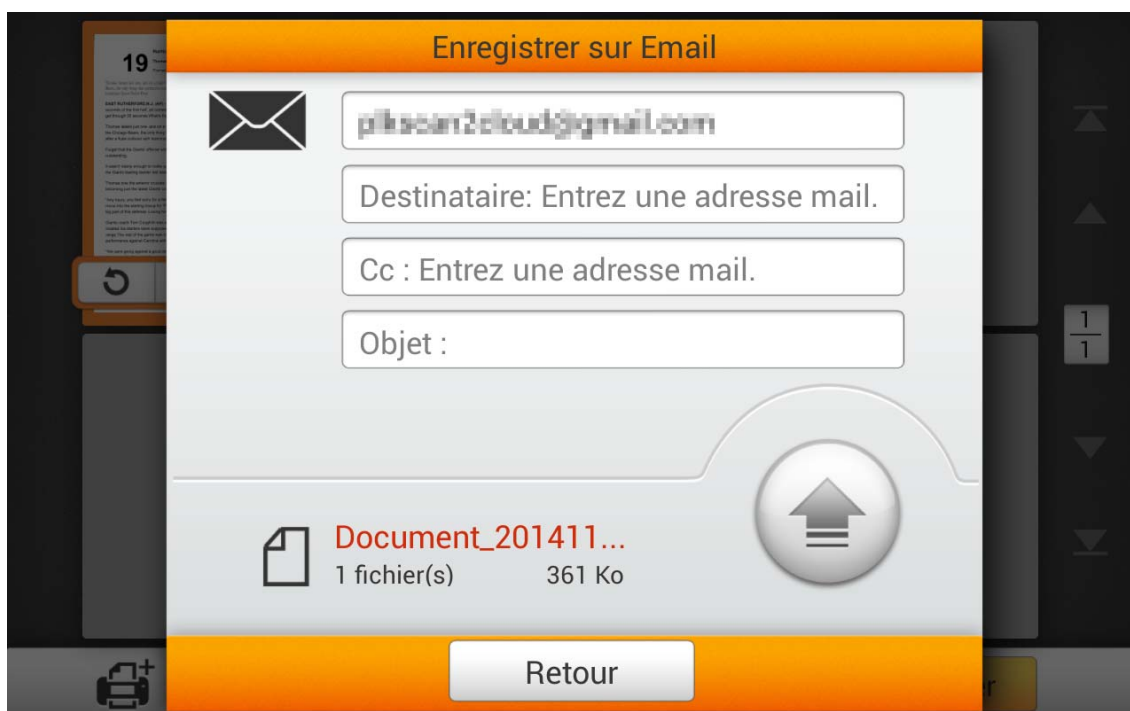 Enregistrer sur Email
Destinataire: Entrez une adresse mail.
Cc : Entrez une adresse mail.
Objet :
Document_201411...
1 fichier(s) 361 Ko
Retour
19
1
1